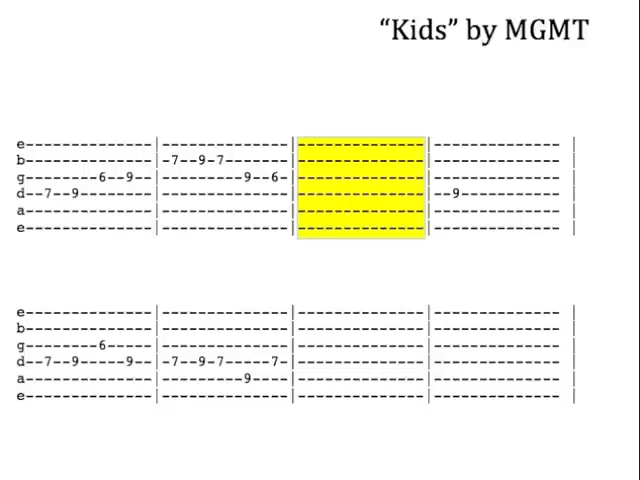 “Kids” by MGMT
e--------------|--------------|--------------|-------------- |
b--------------|-7--9-7-------|--------------|-------------- |
g--------6--9--|---------9--6-|--------------|-------------- |
d--7--9--------|--------------|--------------|--9----------- |
a--------------|--------------|--------------|-------------- |
e--------------|--------------|--------------|-------------- |
e--------------|--------------|--------------|-------------- |
b--------------|--------------|--------------|-------------- |
g--------6-----|--------------|--------------|-------------- |
d--7--9-----9--|-7--9-7-----7-|--------------|-------------- |
a--------------|---------9----|--------------|-------------- |
e--------------|--------------|--------------|-------------- |